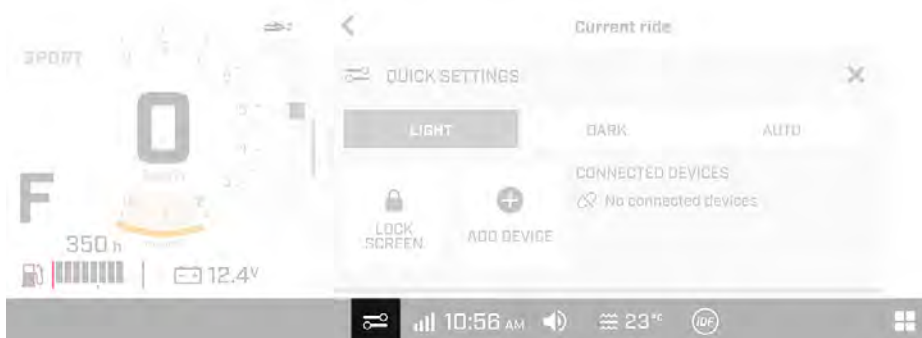 SPORT
0
F
350 h
12.4V
Current ride
QUICK SETTINGS
LIGHT
DARK
AUTO
LOCK SCREEN
ADD DEVICE
CONNECTED DEVICES
No connected devices
10:56 AM
23°C
iDF